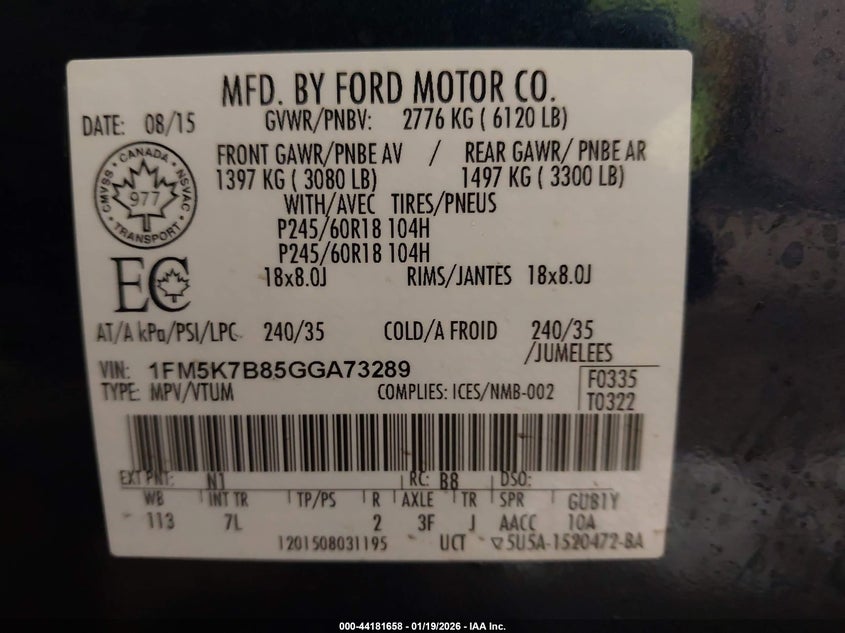 MFD. BY FORD MOTOR CO.
DATE: 08/15 GVWR/PNBV: 2776 KG ( 6120 LB)
FRONT GAWR/PNBE AV / REAR GAWR/ PNBE AR
1397 KG ( 3080 LB) 1497 KG ( 3300 LB)
CANADA
CMVSS NSVAC
977
TRANSPORT
WITH/AVEC TIRES/PNEUS
P245/60R18 104H
P245/60R18 104H
EC
18x8.0J RIMS/JANTES 18x8.0J
AT/A kPa/PSI/LPC 240/35 COLD/A FROID 240/35
/JUMELEES
VIN: 1FM5K7B85GGA73289
TYPE: MPV/VTUM COMPLIES: ICES/NMB-002
F0335
T0322
EXT PNT: N1 RC: B8 DSO:
WB INT TR TP/PS R AXLE TR SPR GUB1Y
113 7L 2 3F J AACC 10A
1201508031195 UCT ▽5U5A-1520472-BA
000-44181658 - 01/19/2026 - IAA Inc.